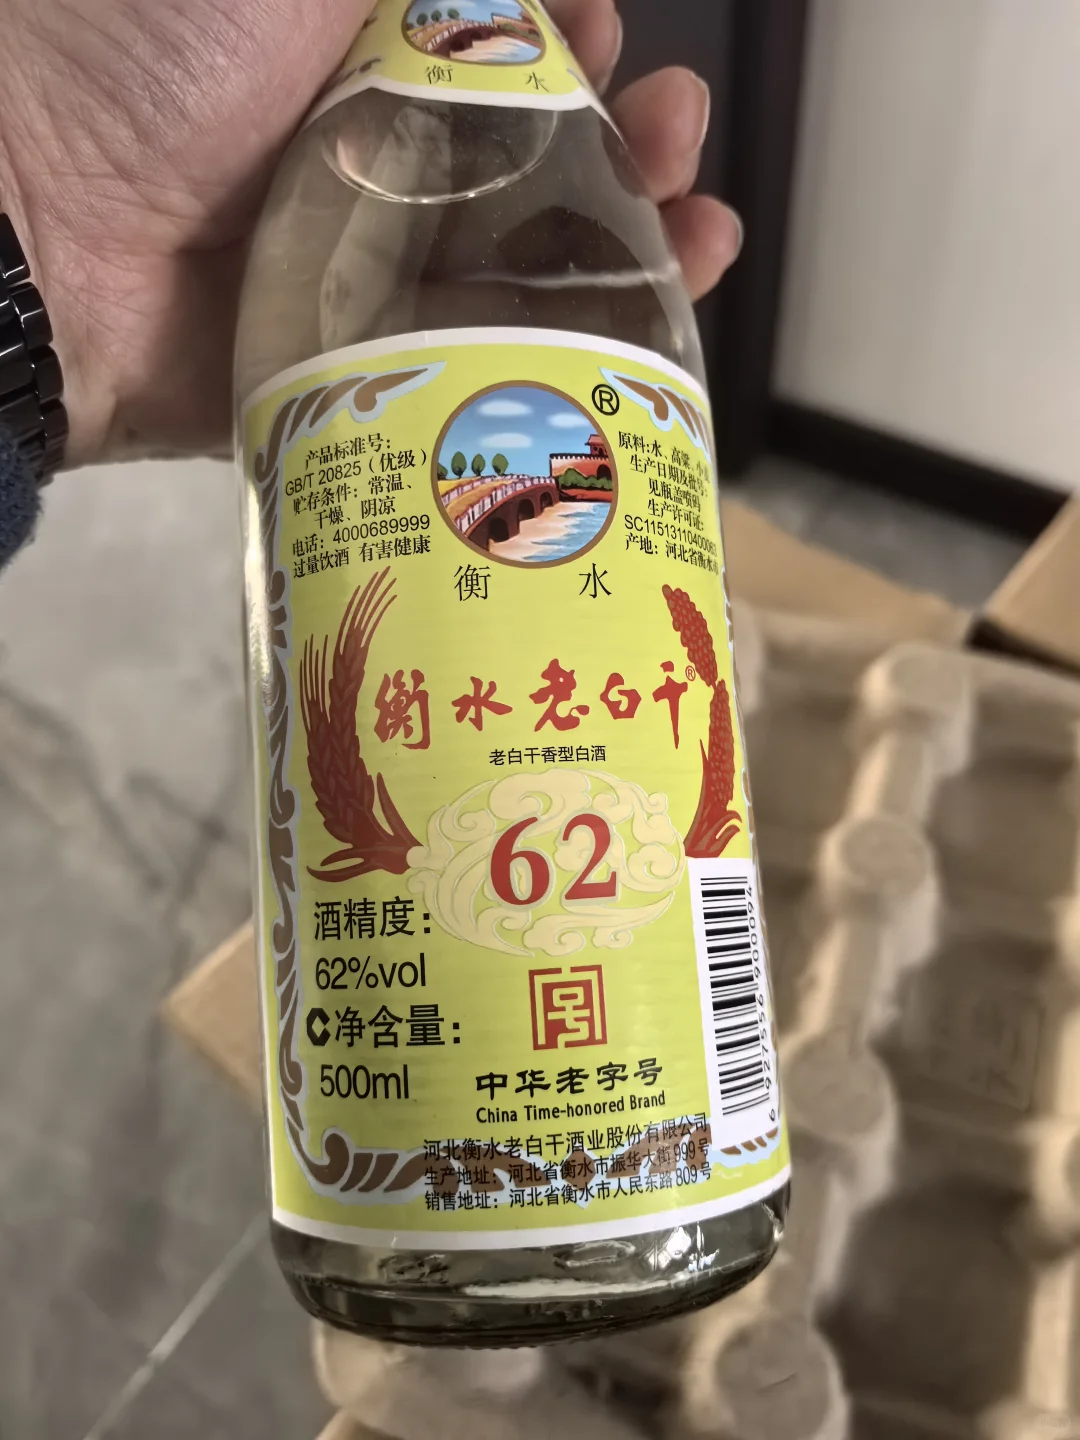 衡 水
产品标准号：
GB/T 20825（优级）
贮存条件：常温、
干燥、阴凉
电话：4000689999
过量饮酒 有害健康
®
原料:水、高粱、小
生产日期及批号：
见瓶盖喷码
生产许可证:
产地：河北省衡水
衡 水
衡水老白干®
老白干香型白酒
62
酒精度：
62%vol
C净含量：
500ml
中华老字号
China Time-honored Brand
河北衡水老白干酒业股份有限公司
生产地址：河北省衡水市振华大街999号
销售地址：河北省衡水市人民东路809号
6 927556 900094